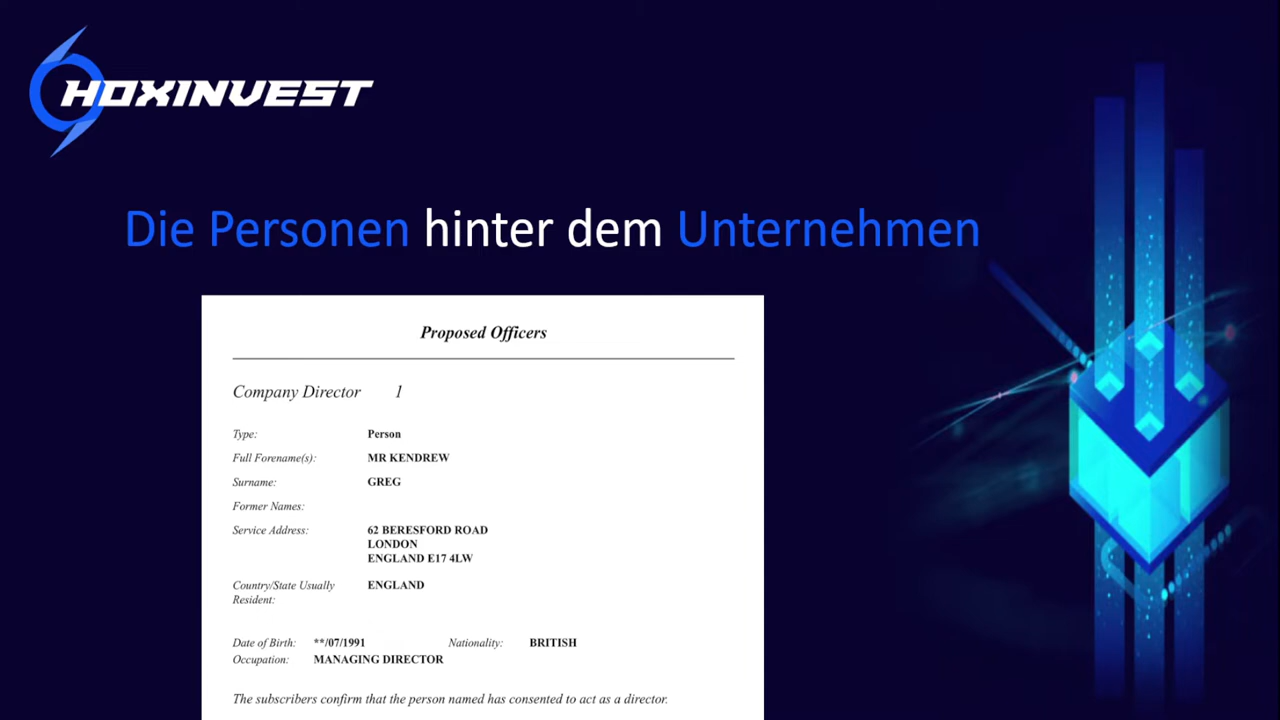 HOXINVEST
Die Personen hinter dem Unternehmen
Proposed Officers
Company Director 1
Type: Person
Full Forename(s): MR KENDREW
Surname: GREG
Former Names:
Service Address: 62 BERESFORD ROAD
LONDON
ENGLAND E17 4LW
Country/State Usually ENGLAND
Resident:
Date of Birth: **/07/1991 Nationality: BRITISH
Occupation: MANAGING DIRECTOR
The subscribers confirm that the person named has consented to act as a director.